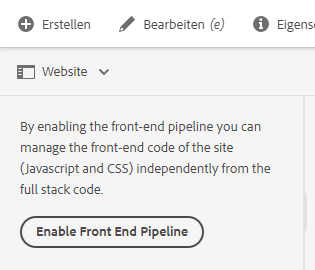 Erstellen Bearbeiten (e)
Website
By enabling the front-end pipeline you can
manage the front-end code of the site
(Javascript and CSS) independently from the
full stack code.
Enable Front End Pipeline